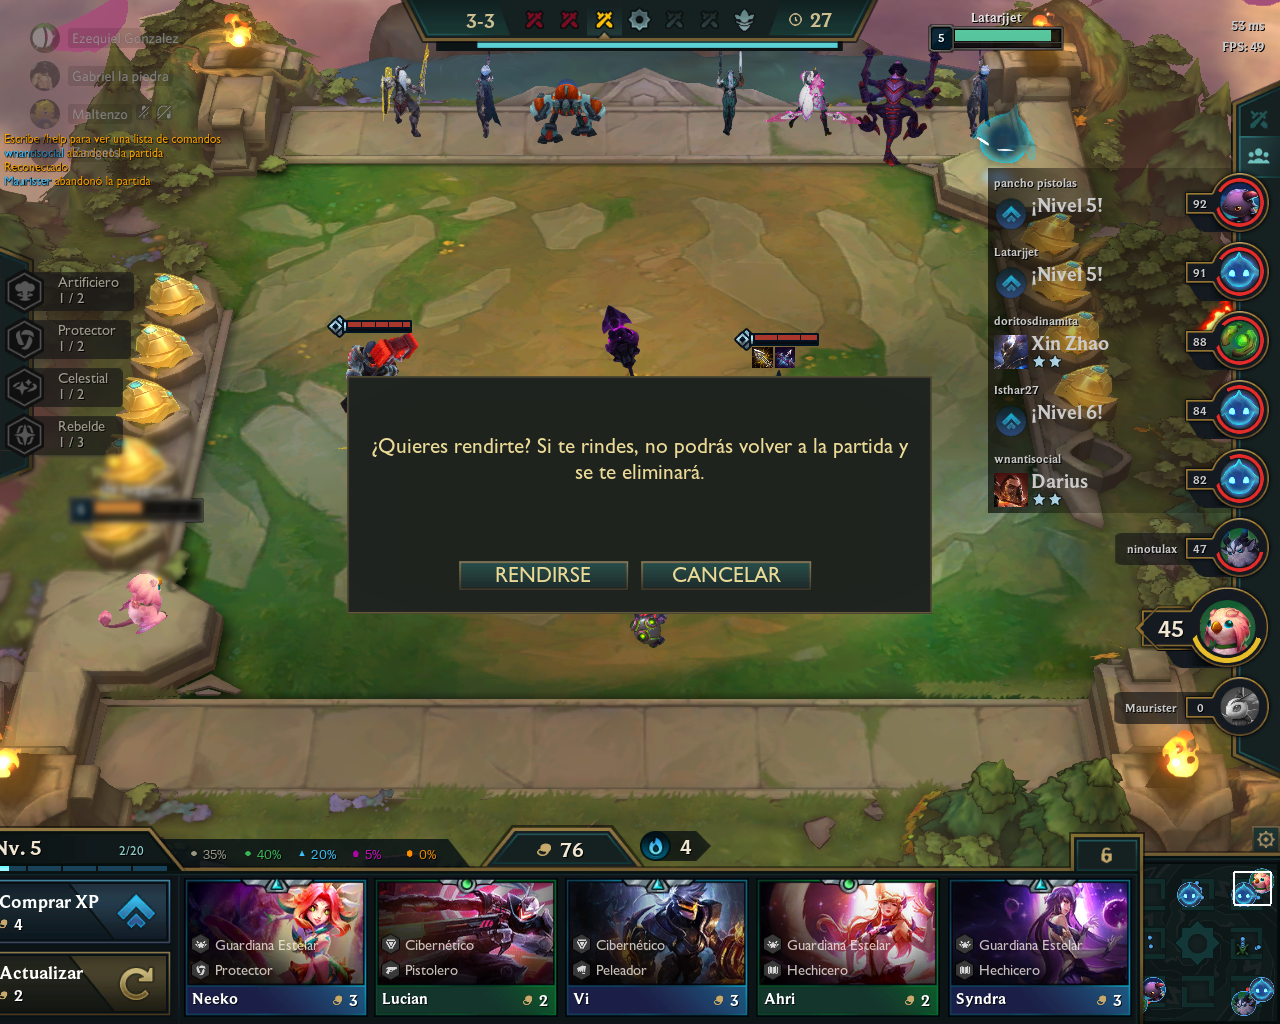 3-3
27
Latarjjet
5
53 ms
FPS: 49
Ezequiel Gonzalez
Gabriel la piedra
Maltenzo
Escribe /help para ver una lista de comandos
wnantisocial abandono la partida
Reconectado
Maurister abandono la partida
Artificiero
1 / 2
Protector
1 / 2
Celestial
1 / 2
Rebelde
1 / 3
pancho pistolas
¡Nivel 5!
92
Latarjjet
¡Nivel 5!
91
doritosdinamita
Xin Zhao
88
Isthar27
¡Nivel 6!
84
wnantisocial
Darius
82
ninotulax
47
45
Maurister
0
¿Quieres rendirte? Si te rindes, no podrás volver a la partida y
se te eliminará.
RENDIRSE
CANCELAR
Nv. 5
2/20
35%
40%
20%
5%
0%
76
4
6
Comprar XP
4
Actualizar
2
Guardiana Estelar
Protector
Neeko
3
Cibernético
Pistolero
Lucian
2
Cibernético
Peleador
Vi
3
Guardiana Estelar
Hechicero
Ahri
2
Guardiana Estelar
Hechicero
Syndra
3